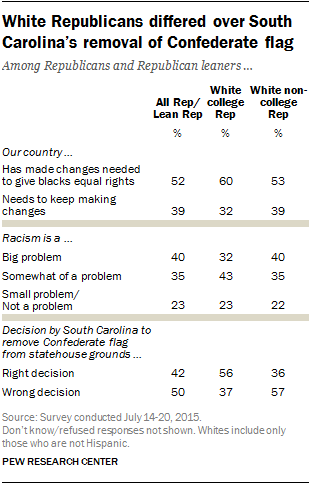 White Republicans differed over South
Carolina's removal of Confederate flag
Among Republicans and Republican leaners ...
All Rep/ Lean Rep White college Rep White non-college Rep
% % %
Our country ...
Has made changes needed
to give blacks equal rights 52 60 53
Needs to keep making
changes 39 32 39
Racism is a ...
Big problem 40 32 40
Somewhat of a problem 35 43 35
Small problem/
Not a problem 23 23 22
Decision by South Carolina to
remove Confederate flag
from statehouse grounds ...
Right decision 42 56 36
Wrong decision 50 37 57
Source: Survey conducted July 14-20, 2015.
Don't know/refused responses not shown. Whites include only
those who are not Hispanic.
PEW RESEARCH CENTER